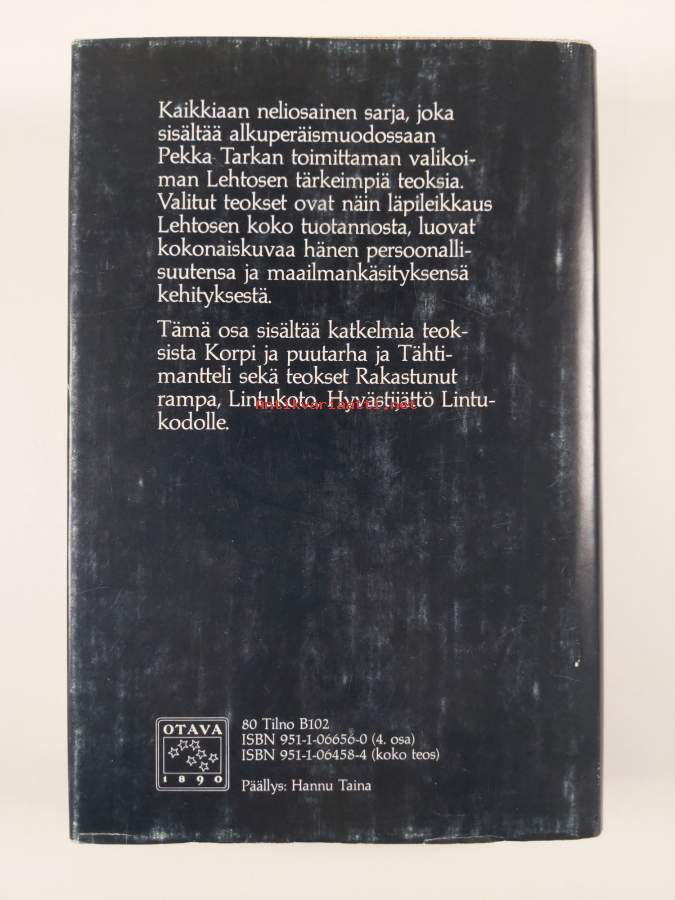 Kaikkiaan neliosainen sarja, joka
sisältää alkuperäismuodossaan
Pekka Tarkan toimittaman valikoi-
man Lehtosen tärkeimpiä teoksia.
Valitut teokset ovat näin läpileikkaus
Lehtosen koko tuotannosta, luovat
kokonaiskuvaa hänen persoonalli-
suutensa ja maailmankäsityksensä
kehityksestä.
Tämä osa sisältää katkelmia teok-
sista Korpi ja puutarha ja Tähti-
mantteli sekä teokset Rakastunut
rampa, Lintukoto, Hyvästijättö Lintu-
kodolle.
Antikvariaatti.net
OTAVA
1890
80 Tilno B102
ISBN 951-1-06656-0 (4. osa)
ISBN 951-1-06458-4 (koko teos)
Päällys: Hannu Taina